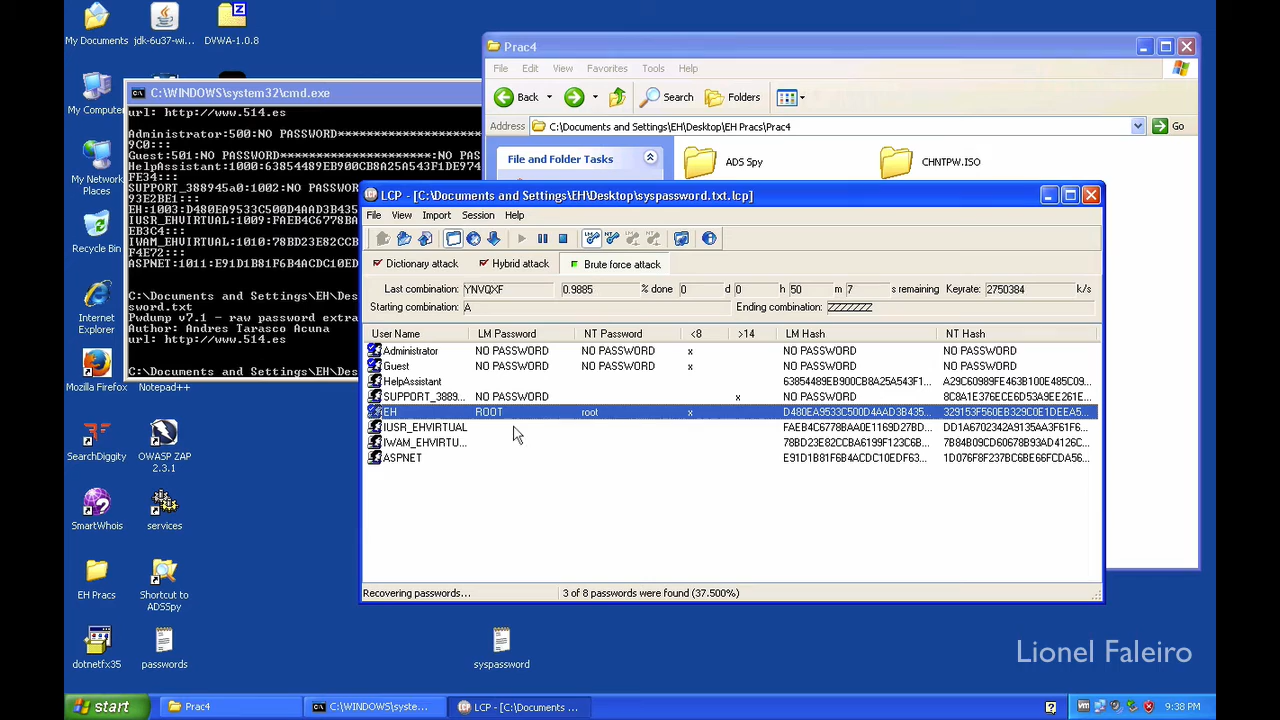 My Documents
jdk-6u37-wi...
DVWA-1.0.8
My Compute
My Network
Places
Recycle Bin
Internet
Explorer
Mozilla Firefox
Notepad++
SearchDiggity
OWASP ZAP
2.3.1
SmartWhois
services
EH Pracs
Shortcut to
ADSSpy
dotnetfx35
passwords
syspassword
C:\WINDOWS\system32\cmd.exe
url: http://www.514.es
Administrator:500:NO PASSWORD*********************
9C0:::
Guest:501:NO PASSWORD*********************:NO PAS
HelpAssistant:1000:63854489EB900CB8A25A543F1DE974
FE34:::
SUPPORT_388945a0:1002:NO PASSWORD
93E2BE1:::
EH:1003:D480EA9533C500D4AAD3B435
IUSR_EHVIRTUAL:1009:FAEB4C6778BA
EB3C4:::
IWAM_EHVIRTUAL:1010:78BD23E82CCB
F4E72:::
ASPNET:1011:E91D1B81F6B4ACDC10ED
C:\Documents and Settings\EH\Des
sword.txt
Pwdump v7.1 - raw password extra
Author: Andres Tarasco Acuna
url: http://www.514.es
C:\Documents and Settings\EH\Des
Prac4
File Edit View Favorites Tools Help
Back Search Folders
Address C:\Documents and Settings\EH\Desktop\EH Pracs\Prac4 Go
File and Folder Tasks
ADS Spy
CHNTPW.ISO
LCP - [C:\Documents and Settings\EH\Desktop\syspassword.txt.lcp]
File View Import Session Help
Dictionary attack Hybrid attack Brute force attack
Last combination: YNVQXF 0.9885 % done 0 d 0 h 50 m 7 s remaining Keyrate: 2750384 k/s
Starting combination: A Ending combination: ZZZZZZZ
User Name LM Password NT Password <8 >14 LM Hash NT Hash
Administrator NO PASSWORD NO PASSWORD x NO PASSWORD NO PASSWORD
Guest NO PASSWORD NO PASSWORD x NO PASSWORD NO PASSWORD
HelpAssistant 63854489EB900CB8A25A543F1... A29C60989FE463B100E485C09...
SUPPORT_3889... NO PASSWORD x NO PASSWORD 8C8A1E376ECE6D53A9EE261E...
EH ROOT root x D480EA9533C500D4AAD3B435... 329153F560EB329C0E1DEEA5...
IUSR_EHVIRTUAL FAEB4C6778BAA0E1169D27BD... DD1A6702342A9135AA3F61F6...
IWAM_EHVIRTU... 78BD23E82CCBA6199F123C6B... 7B84B09CD60678B93AD4126C...
ASPNET E91D1B81F6B4ACDC10EDF63... 1D076F8F237BC6BE66FCDA56...
Recovering passwords... 3 of 8 passwords were found (37.500%)
Lionel Faleiro
start
Prac4
C:\WINDOWS\syste...
LCP - [C:\Documents ...
9:38 PM